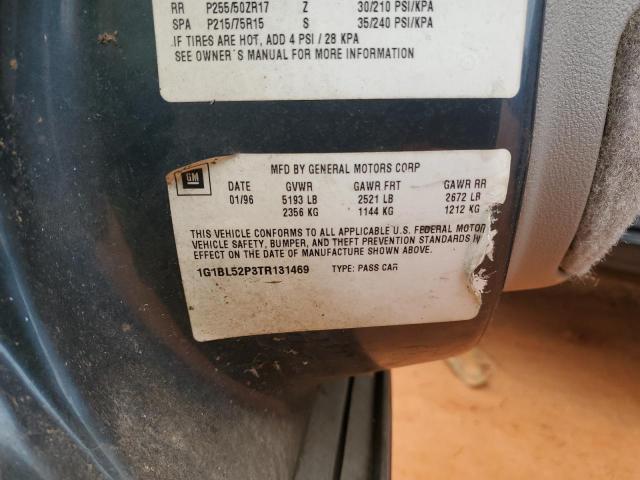 RR P255/50ZR17 Z 30/210 PSI/KPA
SPA P215/75R15 S 35/240 PSI/KPA
IF TIRES ARE HOT, ADD 4 PSI / 28 KPA
SEE OWNER'S MANUAL FOR MORE INFORMATION
GM
MFD BY GENERAL MOTORS CORP
DATE GVWR GAWR FRT GAWR RR
01/96 5193 LB 2521 LB 2672 LB
2356 KG 1144 KG 1212 KG
THIS VEHICLE CONFORMS TO ALL APPLICABLE U.S. FEDERAL MOTOR
VEHICLE SAFETY, BUMPER, AND THEFT PREVENTION STANDARDS IN
EFFECT ON THE DATE OF MANUFACTURE SHOWN ABOVE.
1G1BL52P3TR131469 TYPE: PASS CAR